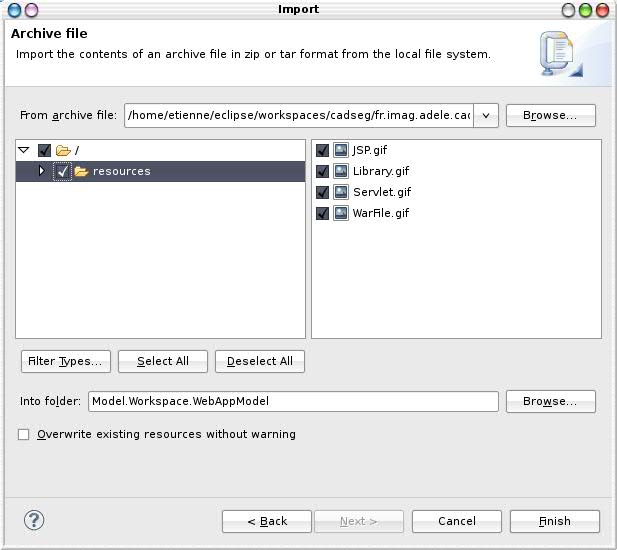 Import
Archive file
Import the contents of an archive file in zip or tar format from the local file system.
From archive file: /home/etienne/eclipse/workspaces/cadseg/fr.imag.adele.cad Browse...
/
resources
JSP.gif
Library.gif
Servlet.gif
WarFile.gif
Filter Types... Select All Deselect All
Into folder: Model.Workspace.WebAppModel Browse...
Overwrite existing resources without warning
? < Back Next > Cancel Finish